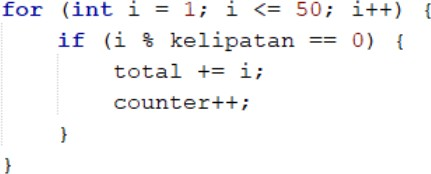 for (int i = 1; i <= 50; i++) {
if (i % kelipatan == 0) {
total += i;
counter++;
}
}